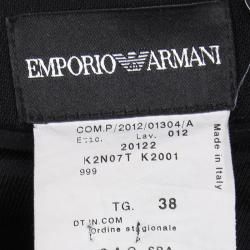 EMPORIO ARMANI
COM.P/2012/01304/A
Etic. Lav. 012
20122
K2N07T K2001
999
TG. 38
DT-N.COM
ordine stagionale
S.P.A.
Made in Italy